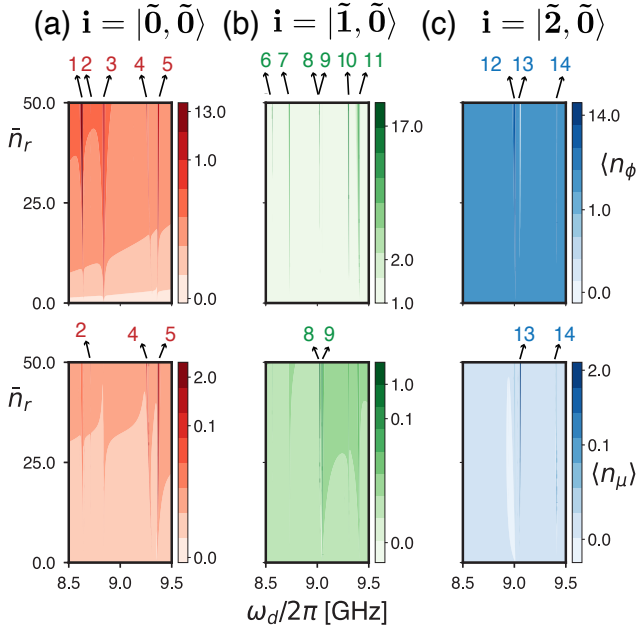 (a) i = |0̃, 0̃⟩ (b) i = |1̃, 0̃⟩ (c) i = |2̃, 0̃⟩
1 2 3 4 5 6 7 8 9 10 11 12 13 14
50.0 13.0 17.0 14.0
n̄_r 1.0 ⟨n_ϕ⟩
25.0 2.0 1.0
0.0 0.0 1.0 0.0
2 4 5 8 9 13 14
50.0 2.0 1.0 2.0
n̄_r 0.1 0.1
25.0 0.1 ⟨n_μ⟩
0.0 0.0 0.0 0.0
8.5 9.0 9.5 8.5 9.0 9.5 8.5 9.0 9.5
ω_d/2π [GHz]